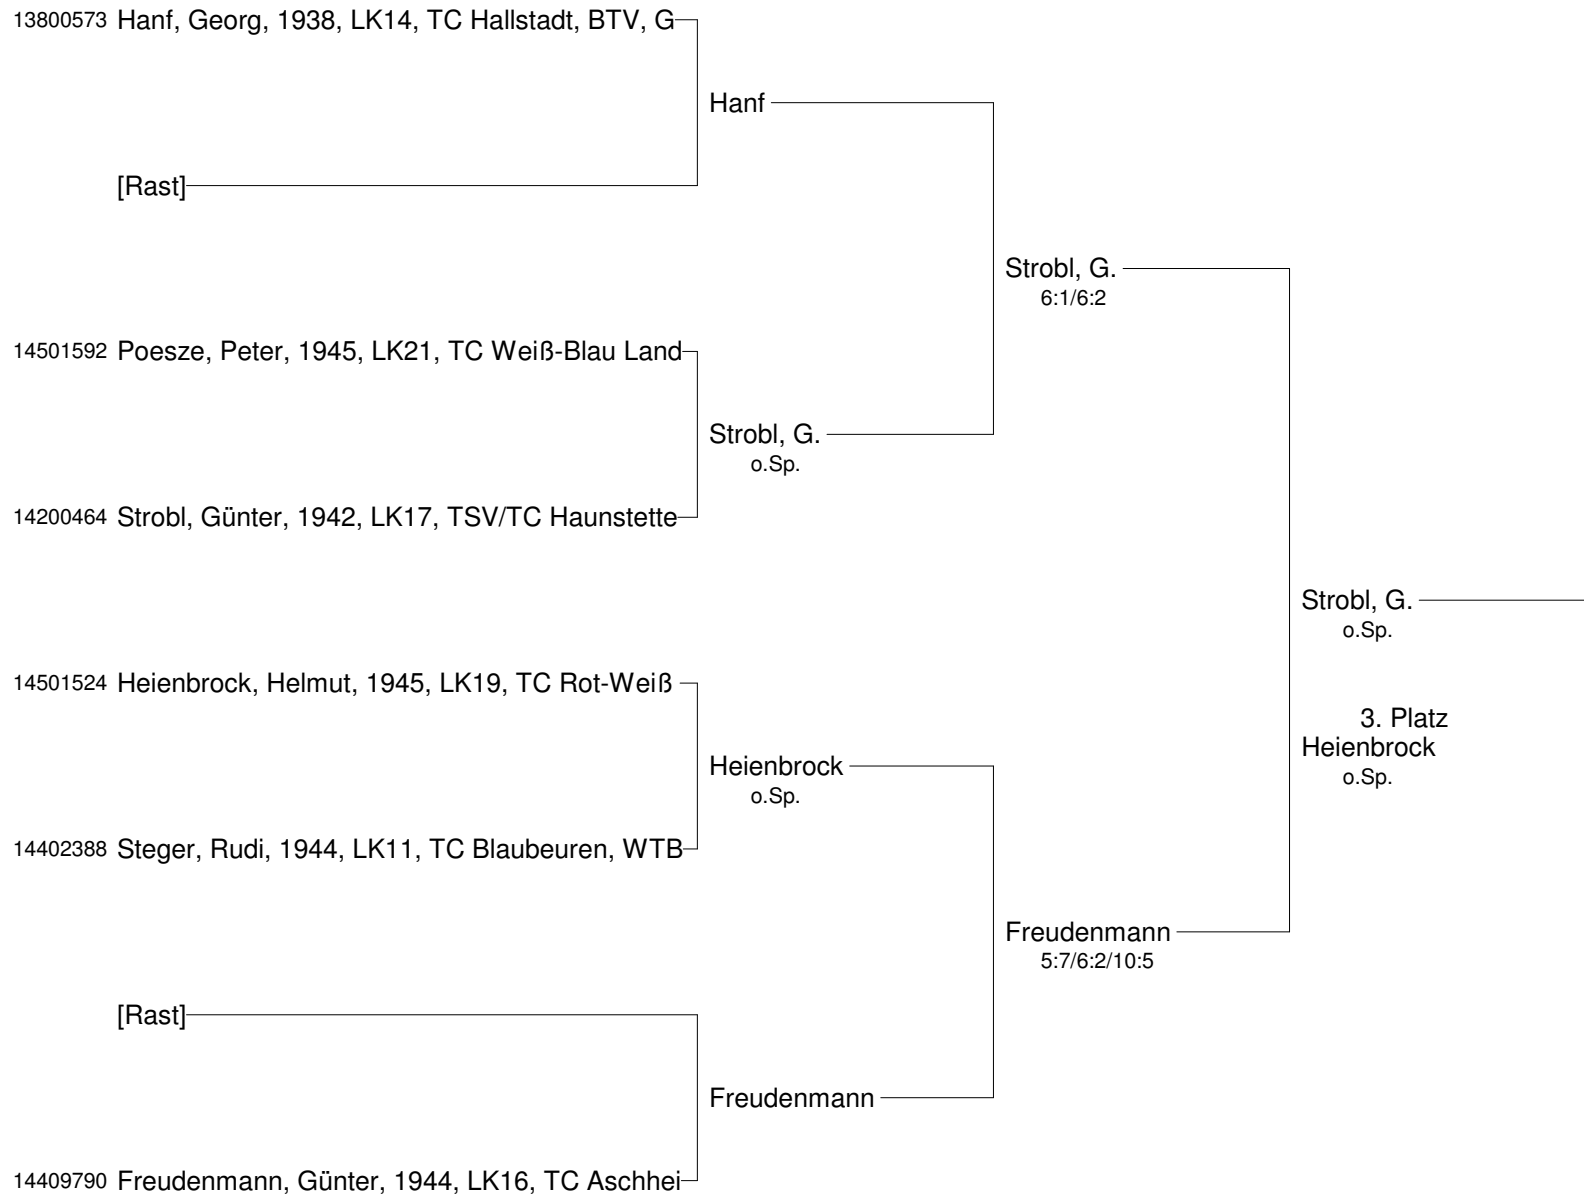 13800573 Hanf, Georg, 1938, LK14, TC Hallstadt, BTV, G
Hanf
[Rast]
Strobl, G.
6:1/6:2
14501592 Poesze, Peter, 1945, LK21, TC Weiß-Blau Land
Strobl, G.
o.Sp.
14200464 Strobl, Günter, 1942, LK17, TSV/TC Haunstette
Strobl, G.
o.Sp.
14501524 Heienbrock, Helmut, 1945, LK19, TC Rot-Weiß
3. Platz
Heienbrock
o.Sp.
Heienbrock
o.Sp.
14402388 Steger, Rudi, 1944, LK11, TC Blaubeuren, WTB
Freudenmann
5:7/6:2/10:5
[Rast]
Freudenmann
14409790 Freudenmann, Günter, 1944, LK16, TC Aschhei